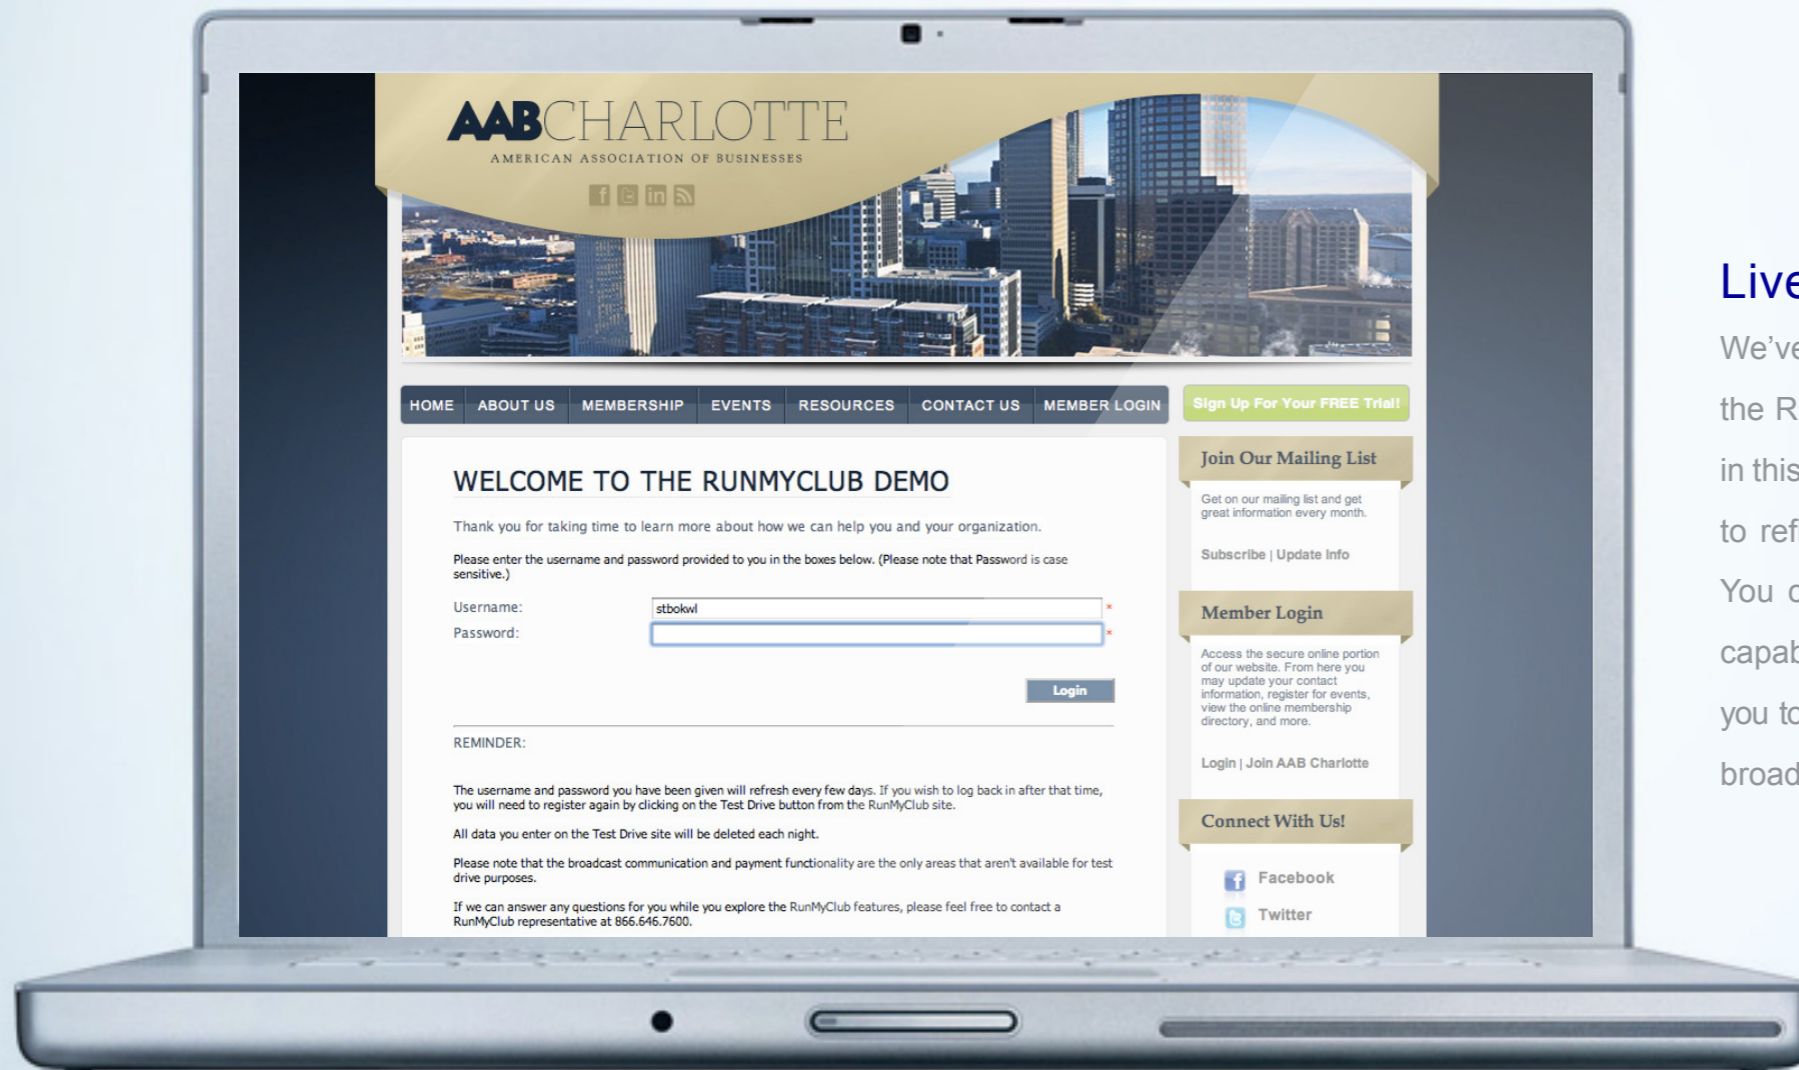 AABCHARLOTTE
AMERICAN ASSOCIATION OF BUSINESSES
HOME ABOUT US MEMBERSHIP EVENTS RESOURCES CONTACT US MEMBER LOGIN
Sign Up For Your FREE Trial!
WELCOME TO THE RUNMYCLUB DEMO
Thank you for taking time to learn more about how we can help you and your organization.
Please enter the username and password provided to you in the boxes below. (Please note that Password is case
sensitive.)
Username: stbokwl *
Password: *
Login
REMINDER:
The username and password you have been given will refresh every few days. If you wish to log back in after that time,
you will need to register again by clicking on the Test Drive button from the RunMyClub site.
All data you enter on the Test Drive site will be deleted each night.
Please note that the broadcast communication and payment functionality are the only areas that aren't available for test
drive purposes.
If we can answer any questions for you while you explore the RunMyClub features, please feel free to contact a
RunMyClub representative at 866.646.7600.
Join Our Mailing List
Get on our mailing list and get
great information every month.
Subscribe | Update Info
Member Login
Access the secure online portion
of our website. From here you
may update your contact
information, register for events,
view the online membership
directory, and more.
Login | Join AAB Charlotte
Connect With Us!
Facebook
Twitter
Live
We've
the R
in this
to ref
You c
capab
you to
broad